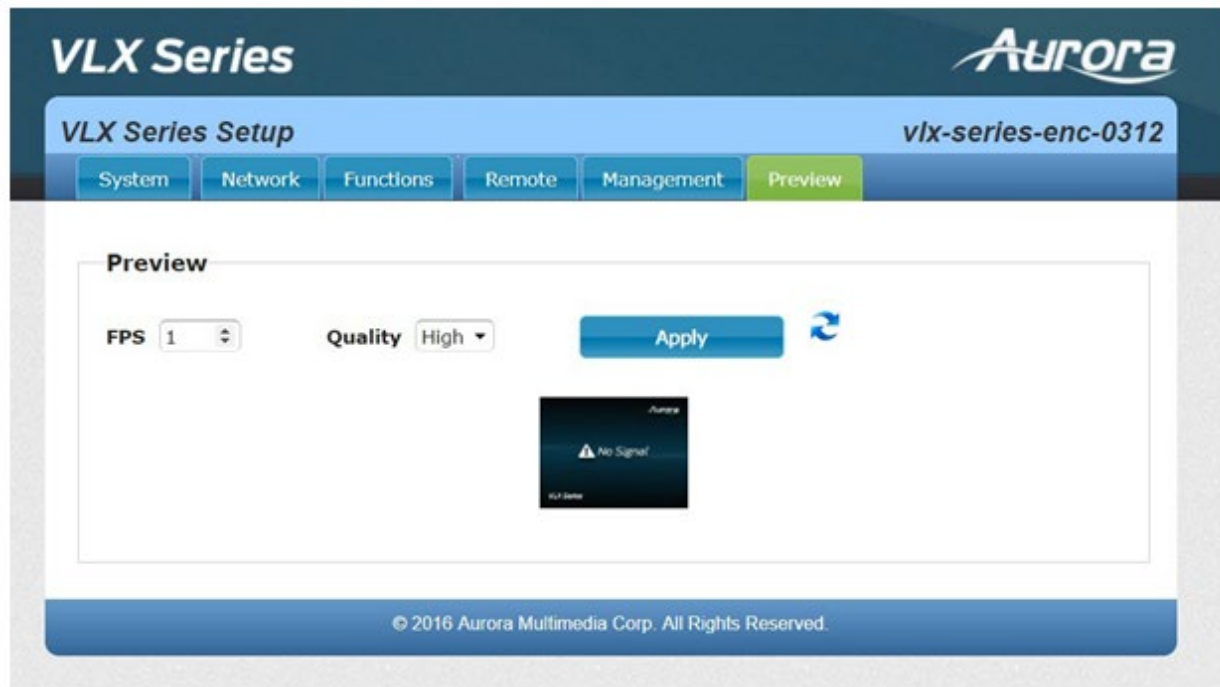 VLX Series
Aurora
VLX Series Setup
vlx-series-enc-0312
System Network Functions Remote Management Preview
Preview
FPS 1 Quality High Apply
Aurora
No Signal
VLX Series
© 2016 Aurora Multimedia Corp. All Rights Reserved.